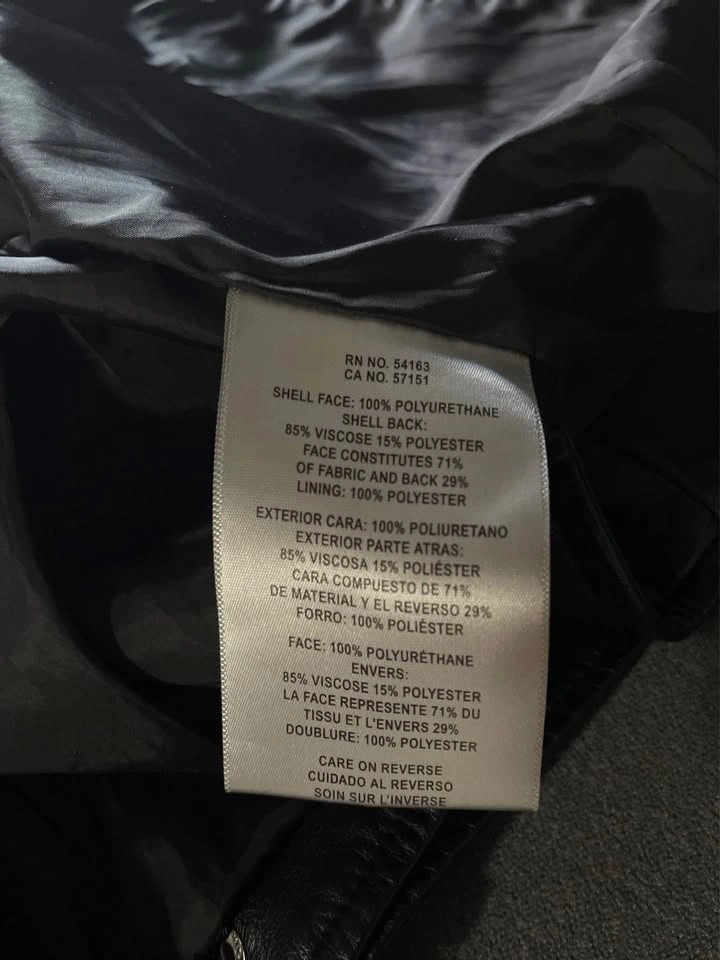 RN NO. 54163
CA NO. 57151
SHELL FACE: 100% POLYURETHANE
SHELL BACK:
85% VISCOSE 15% POLYESTER
FACE CONSTITUTES 71%
OF FABRIC AND BACK 29%
LINING: 100% POLYESTER
EXTERIOR CARA: 100% POLIURETANO
EXTERIOR PARTE ATRAS:
85% VISCOSA 15% POLIÉSTER
CARA COMPUESTO DE 71%
DE MATERIAL Y EL REVERSO 29%
FORRO: 100% POLIÉSTER
FACE: 100% POLYURÉTHANE
ENVERS:
85% VISCOSE 15% POLYESTER
LA FACE REPRESENTE 71% DU
TISSU ET L'ENVERS 29%
DOUBLURE: 100% POLYESTER
CARE ON REVERSE
CUIDADO AL REVERSO
SOIN SUR L'INVERSE